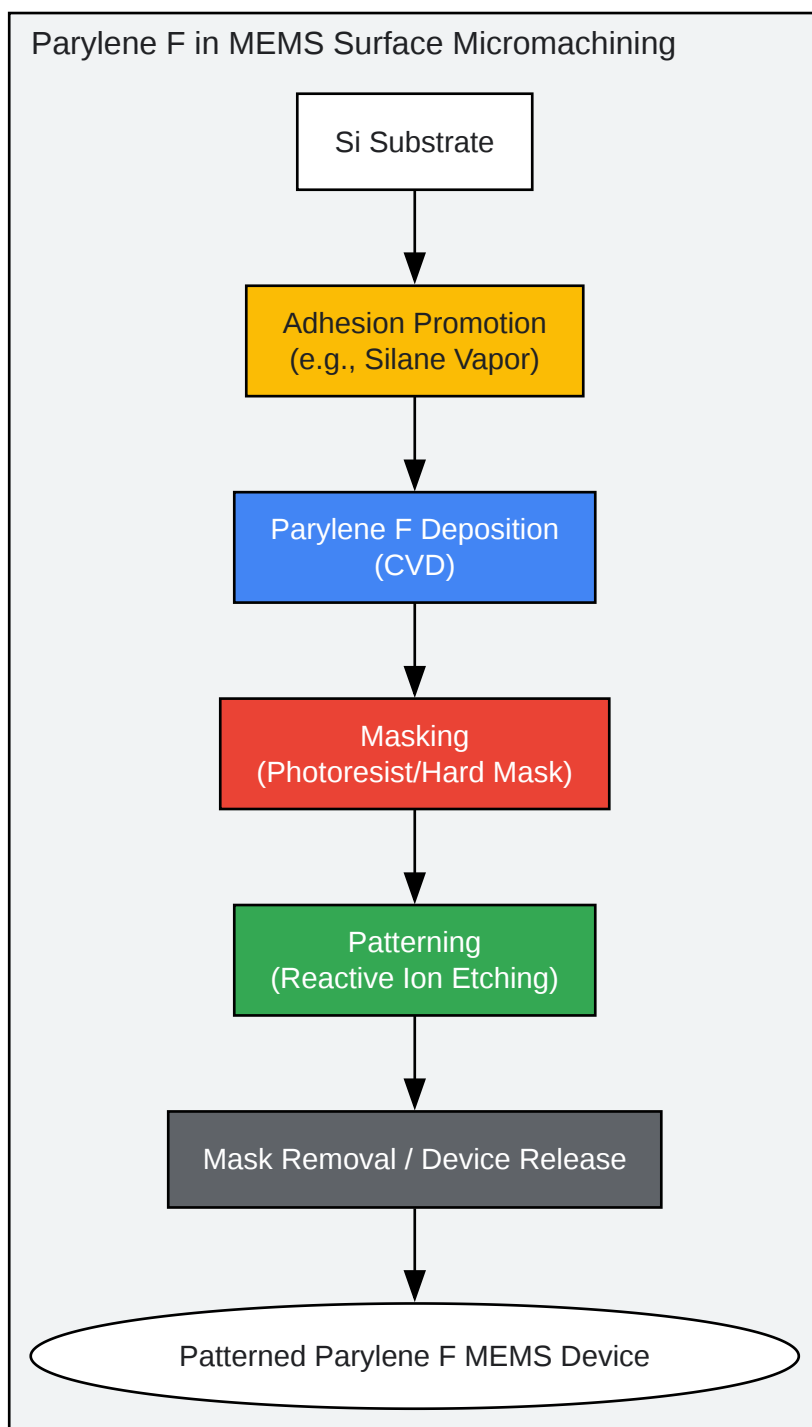 Parylene F in MEMS Surface Micromachining
Si Substrate
Adhesion Promotion
(e.g., Silane Vapor)
Parylene F Deposition
(CVD)
Masking
(Photoresist/Hard Mask)
Patterning
(Reactive Ion Etching)
Mask Removal / Device Release
Patterned Parylene F MEMS Device